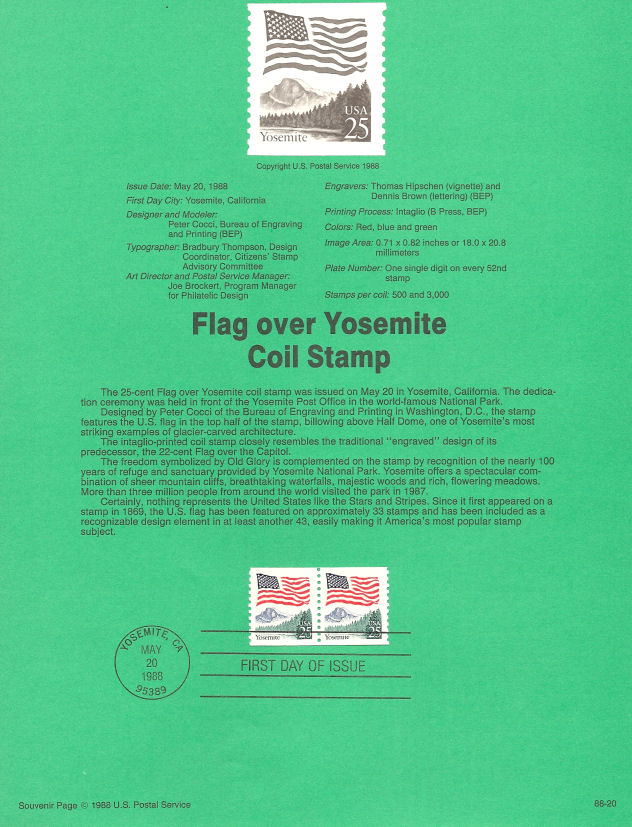 Yosemite
USA
25
Copyright U.S. Postal Service 1988
Issue Date: May 20, 1988
First Day City: Yosemite, California
Designer and Modeler:
Peter Cocci, Bureau of Engraving
and Printing (BEP)
Typographer: Bradbury Thompson, Design
Coordinator, Citizens' Stamp
Advisory Committee
Art Director and Postal Service Manager:
Joe Brockert, Program Manager
for Philatelic Design
Engravers: Thomas Hipschen (vignette) and
Dennis Brown (lettering) (BEP)
Printing Process: Intaglio (B Press, BEP)
Colors: Red, blue and green
Image Area: 0.71 x 0.82 inches or 18.0 x 20.8
millimeters
Plate Number: One single digit on every 52nd
stamp
Stamps per coil: 500 and 3,000
Flag over Yosemite
Coil Stamp
The 25-cent Flag over Yosemite coil stamp was issued on May 20 in Yosemite, California. The dedica-
tion ceremony was held in front of the Yosemite Post Office in the world-famous National Park.
Designed by Peter Cocci of the Bureau of Engraving and Printing in Washington, D.C., the stamp
features the U.S. flag in the top half of the stamp, billowing above Half Dome, one of Yosemite's most
striking examples of glacier-carved architecture.
The intaglio-printed coil stamp closely resembles the traditional "engraved" design of its
predecessor, the 22-cent Flag over the Capitol.
The freedom symbolized by Old Glory is complemented on the stamp by recognition of the nearly 100
years of refuge and sanctuary provided by Yosemite National Park. Yosemite offers a spectacular com-
bination of sheer mountain cliffs, breathtaking waterfalls, majestic woods and rich, flowering meadows.
More than three million people from around the world visited the park in 1987.
Certainly, nothing represents the United States like the Stars and Stripes. Since it first appeared on a
stamp in 1869, the U.S. flag has been featured on approximately 33 stamps and has been included as a
recognizable design element in at least another 43, easily making it America's most popular stamp
subject.
Yosemite
USA
25
Yosemite
USA
25
YOSEMITE, CA
MAY
20
1988
95389
FIRST DAY OF ISSUE
Souvenir Page © 1988 U.S. Postal Service
88-20